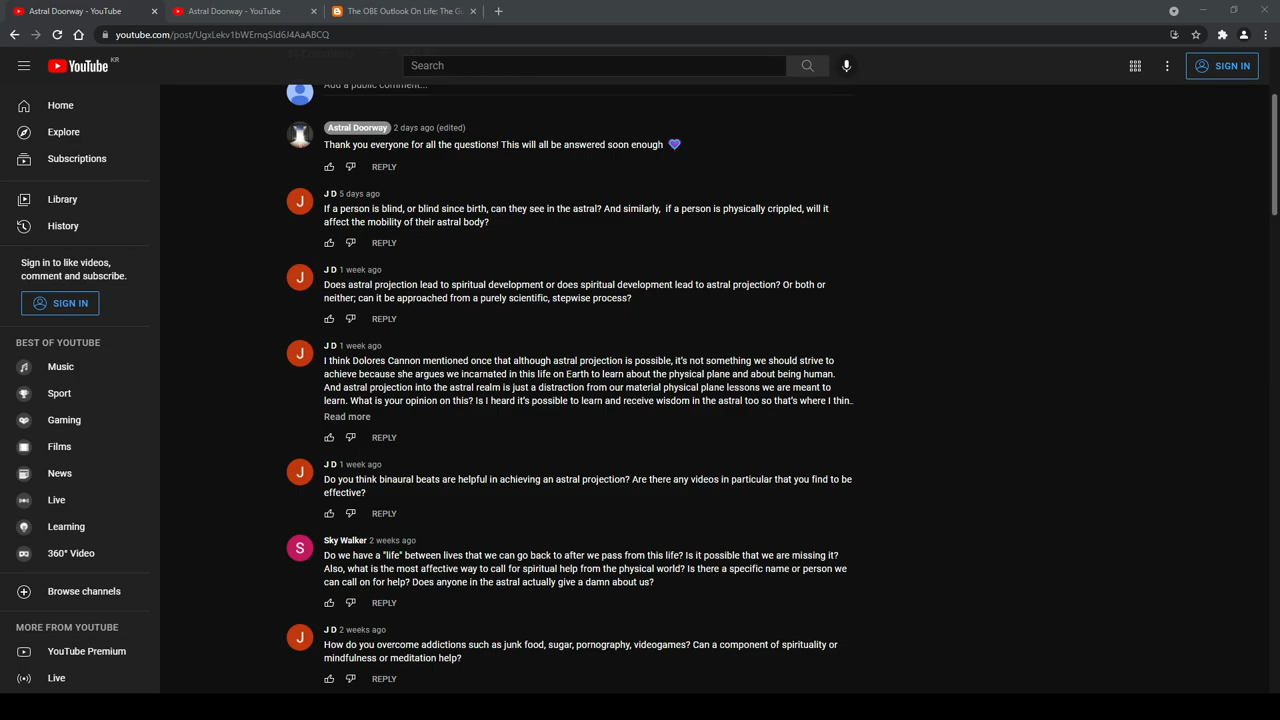 Astral Doorway - YouTube
Astral Doorway - YouTube
The OBE Outlook On Life: The G
youtube.com/post/UgxLekv1bWErnqSld6J4AaABCQ
YouTube KR
Search
SIGN IN
Home
Explore
Subscriptions
Library
History
Sign in to like videos,
comment and subscribe.
SIGN IN
BEST OF YOUTUBE
Music
Sport
Gaming
Films
News
Live
Learning
360° Video
Browse channels
MORE FROM YOUTUBE
YouTube Premium
Live
Add a public comment...
Astral Doorway 2 days ago (edited)
Thank you everyone for all the questions! This will all be answered soon enough 💜
REPLY
J D 5 days ago
If a person is blind, or blind since birth, can they see in the astral? And similarly, if a person is physically crippled, will it
affect the mobility of their astral body?
REPLY
J D 1 week ago
Does astral projection lead to spiritual development or does spiritual development lead to astral projection? Or both or
neither; can it be approached from a purely scientific, stepwise process?
REPLY
J D 1 week ago
I think Dolores Cannon mentioned once that although astral projection is possible, it's not something we should strive to
achieve because she argues we incarnated in this life on Earth to learn about the physical plane and about being human.
And astral projection into the astral realm is just a distraction from our material physical plane lessons we are meant to
learn. What is your opinion on this? Is I heard it's possible to learn and receive wisdom in the astral too so that's where I thin..
Read more
REPLY
J D 1 week ago
Do you think binaural beats are helpful in achieving an astral projection? Are there any videos in particular that you find to be
effective?
REPLY
Sky Walker 2 weeks ago
Do we have a "life" between lives that we can go back to after we pass from this life? Is it possible that we are missing it?
Also, what is the most affective way to call for spiritual help from the physical world? Is there a specific name or person we
can call on for help? Does anyone in the astral actually give a damn about us?
REPLY
J D 2 weeks ago
How do you overcome addictions such as junk food, sugar, pornography, videogames? Can a component of spirituality or
mindfulness or meditation help?
REPLY